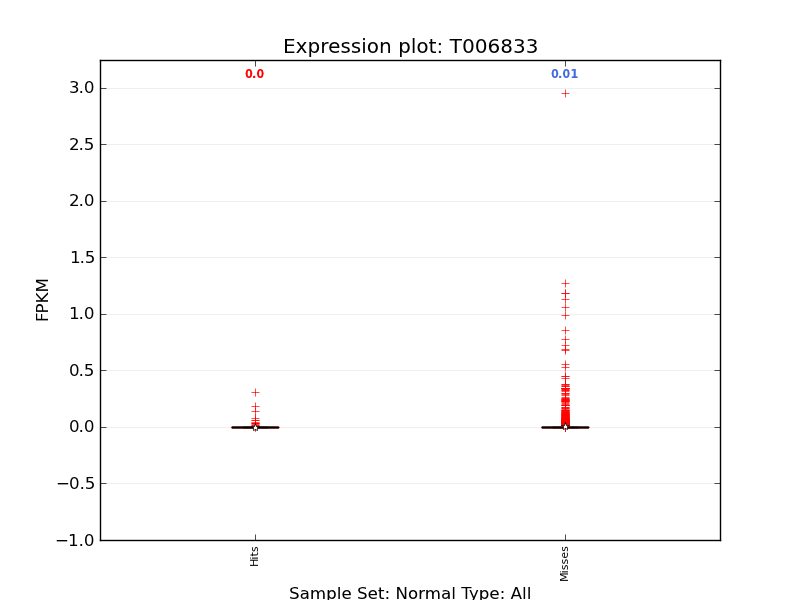 Expression plot: T006833
0.0
0.01
3.0
2.5
2.0
1.5
1.0
0.5
0.0
−0.5
−1.0
FPKM
Hits
Misses
Sample Set: Normal Type: All